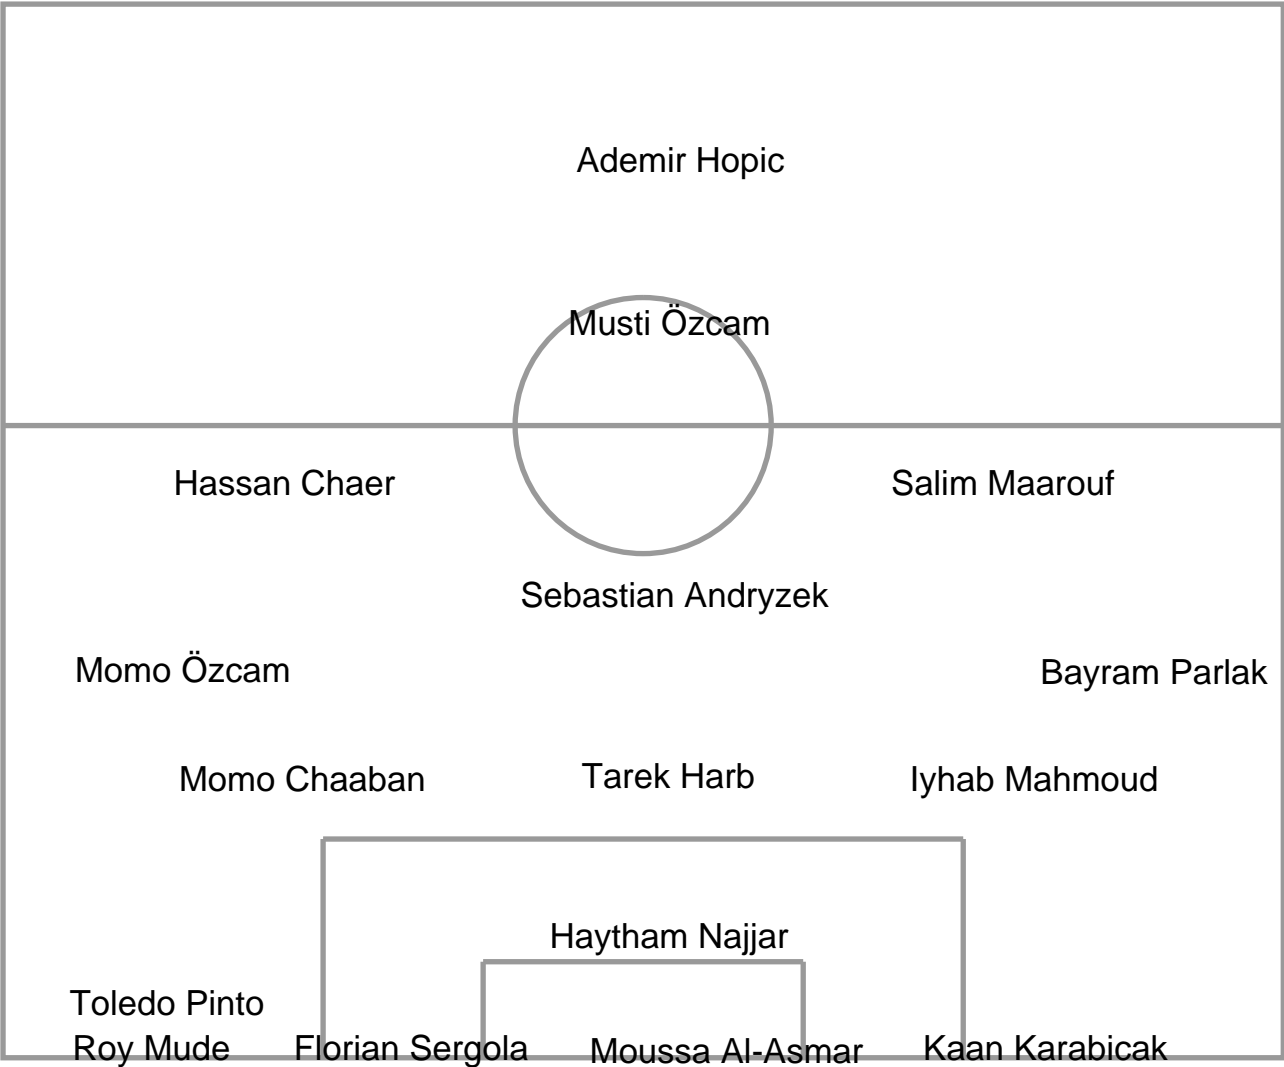 Ademir Hopic
Musti Özcam
Hassan Chaer
Salim Maarouf
Sebastian Andryzek
Momo Özcam
Bayram Parlak
Momo Chaaban
Tarek Harb
Iyhab Mahmoud
Haytham Najjar
Toledo Pinto
Roy Mude
Florian Sergola
Moussa Al-Asmar
Kaan Karabicak